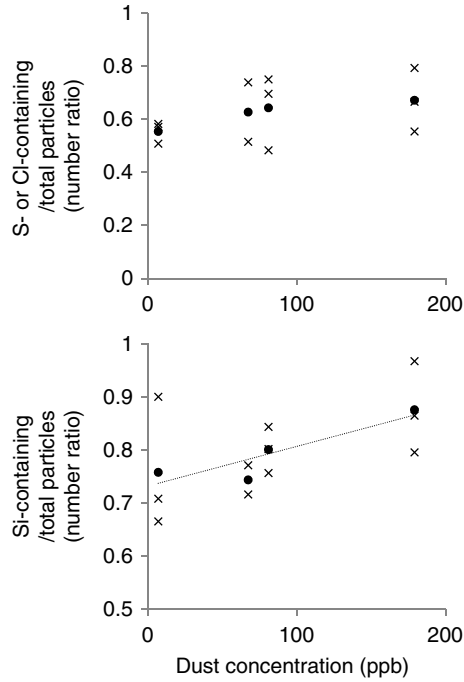 S- or Cl-containing
/total particles
(number ratio)
1
0.8
0.6
0.4
0.2
0
0 100 200
Si-containing
/total particles
(number ratio)
1
0.9
0.8
0.7
0.6
0.5
0 100 200
Dust concentration (ppb)